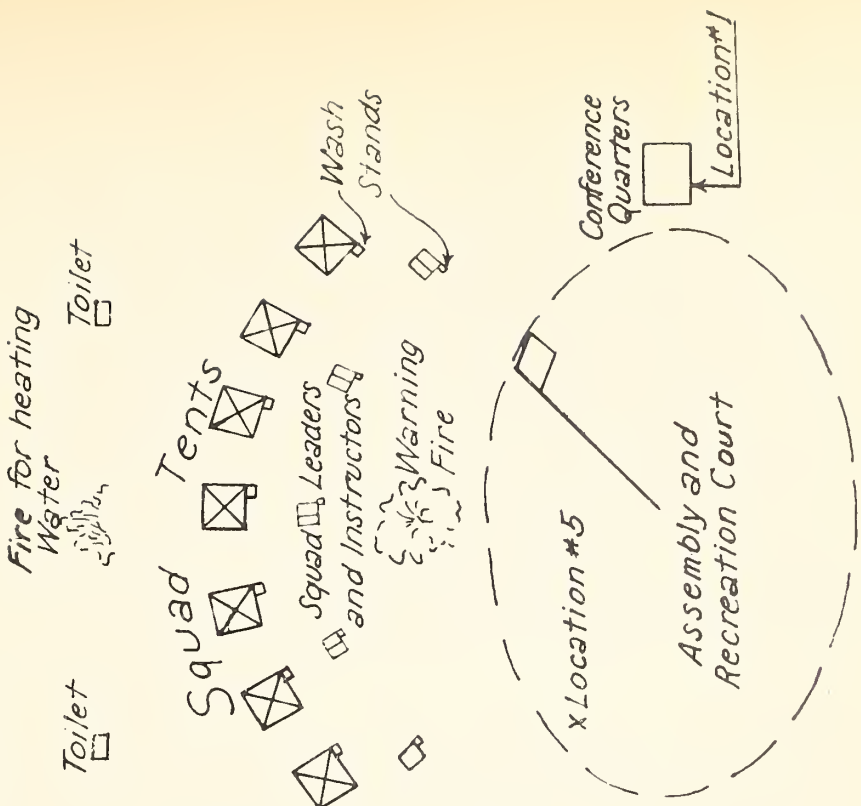 Fire for heating
Water
Toilet
Toilet
Squad Tents
Wash
Stands
Squad Leaders
and Instructors
Warning
Fire
Conference
Quarters
Location #1
x Location #5
Assembly and
Recreation Court